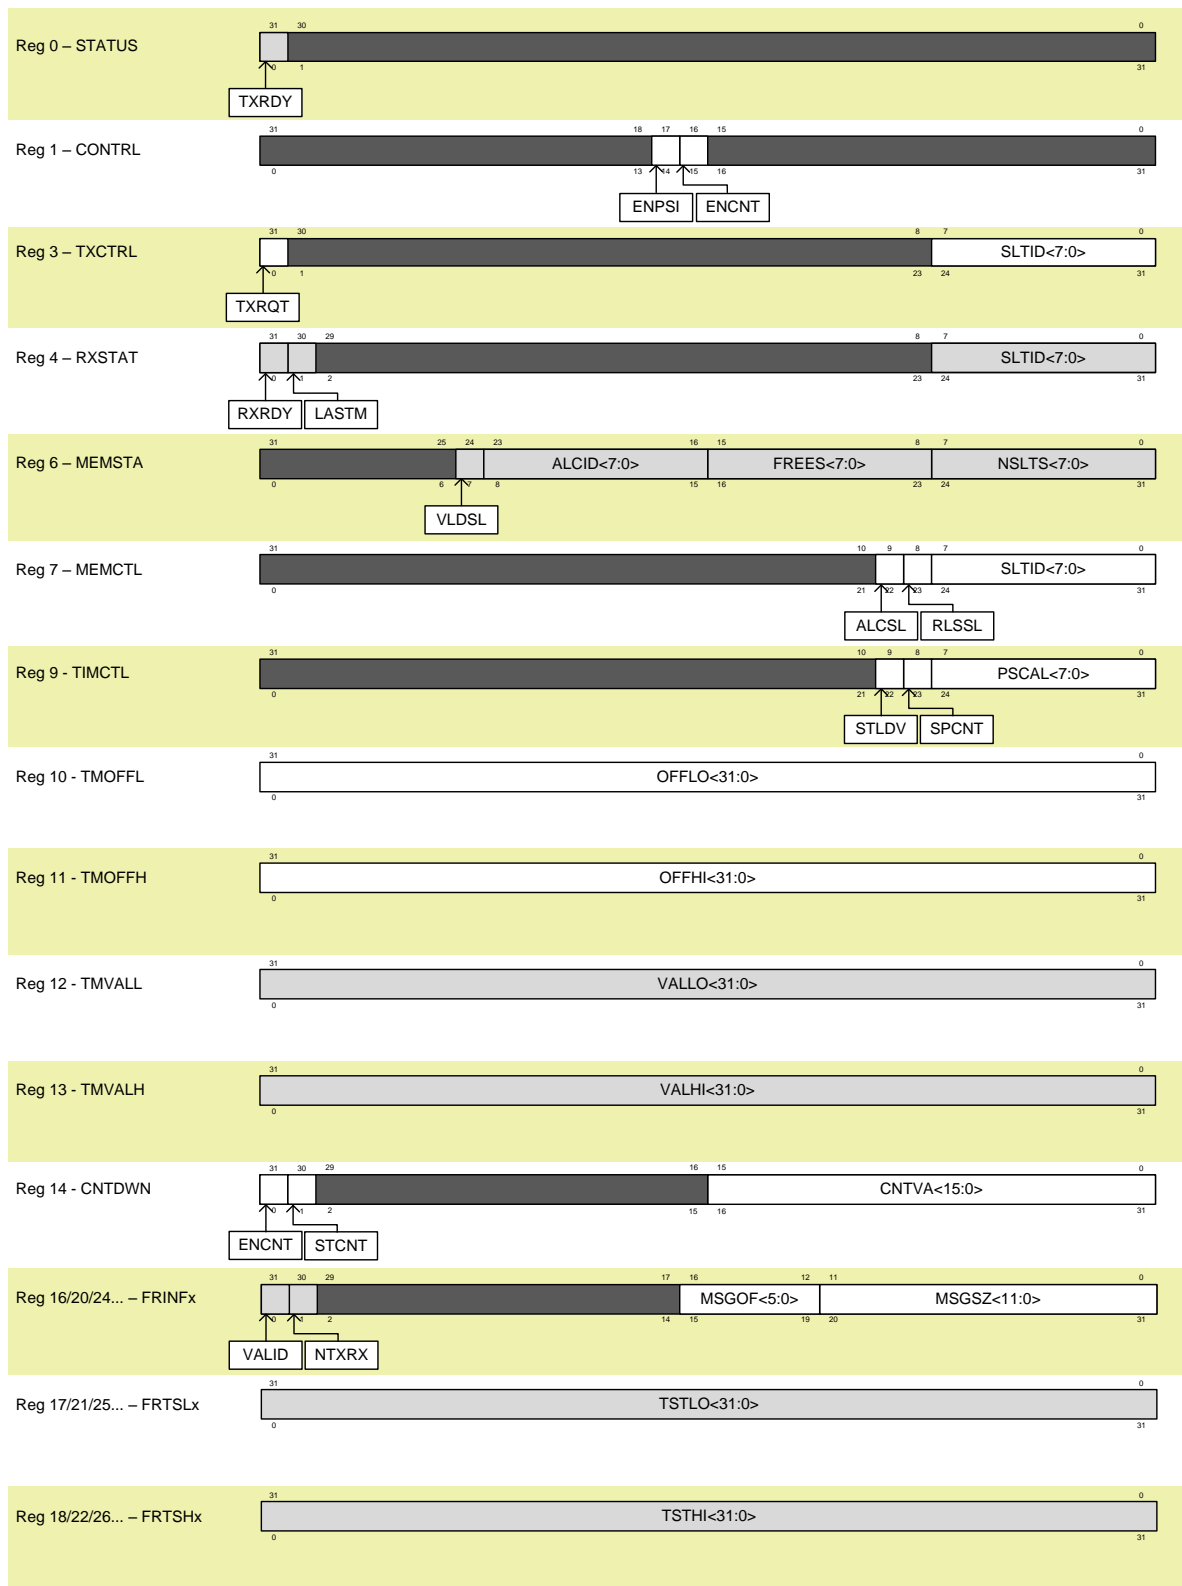 31 30 0
Reg 0 – STATUS
0 1 31
TXRDY
31 18 17 16 15 0
Reg 1 – CONTRL
0 13 14 15 16 31
ENPSI ENCNT
31 30 8 7 0
Reg 3 – TXCTRL SLTID<7:0>
0 1 23 24 31
TXRQT
31 30 29 8 7 0
Reg 4 – RXSTAT SLTID<7:0>
0 1 2 23 24 31
RXRDY LASTM
31 25 24 23 16 15 8 7 0
Reg 6 – MEMSTA ALCID<7:0> FREES<7:0> NSLTS<7:0>
0 6 7 8 15 16 23 24 31
VLDSL
31 10 9 8 7 0
Reg 7 – MEMCTL SLTID<7:0>
0 21 22 23 24 31
ALCSL RLSSL
31 10 9 8 7 0
Reg 9 - TIMCTL PSCAL<7:0>
0 21 22 23 24 31
STLDV SPCNT
31 0
Reg 10 - TMOFFL OFFLO<31:0>
0 31
31 0
Reg 11 - TMOFFH OFFHI<31:0>
0 31
31 0
Reg 12 - TMVALL VALLO<31:0>
0 31
31 0
Reg 13 - TMVALH VALHI<31:0>
0 31
31 30 29 16 15 0
Reg 14 - CNTDWN CNTVA<15:0>
0 1 2 15 16 31
ENCNT STCNT
31 30 29 17 16 12 11 0
Reg 16/20/24... – FRINFx MSGOF<5:0> MSGSZ<11:0>
0 1 2 14 15 19 20 31
VALID NTXRX
31 0
Reg 17/21/25... – FRTSLx TSTLO<31:0>
0 31
31 0
Reg 18/22/26... – FRTSHx TSTHI<31:0>
0 31